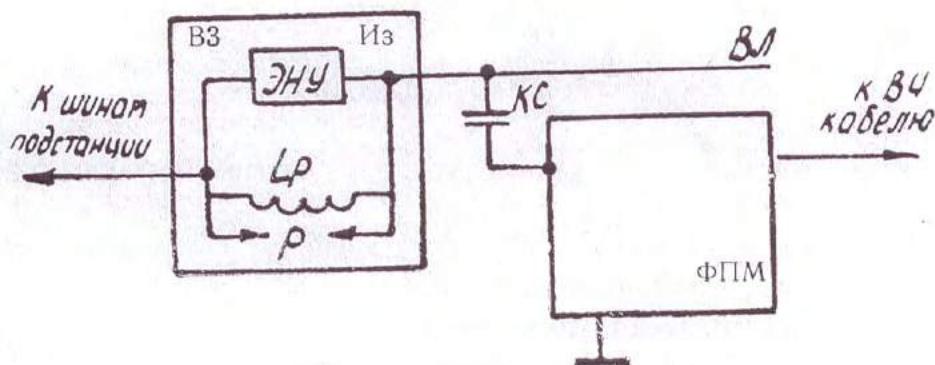 ВЗ
Из
ЭНУ
ВЛ
К шинам
подстанции
КС
к ВЧ
кабелю
Lр
Р
ФПМ